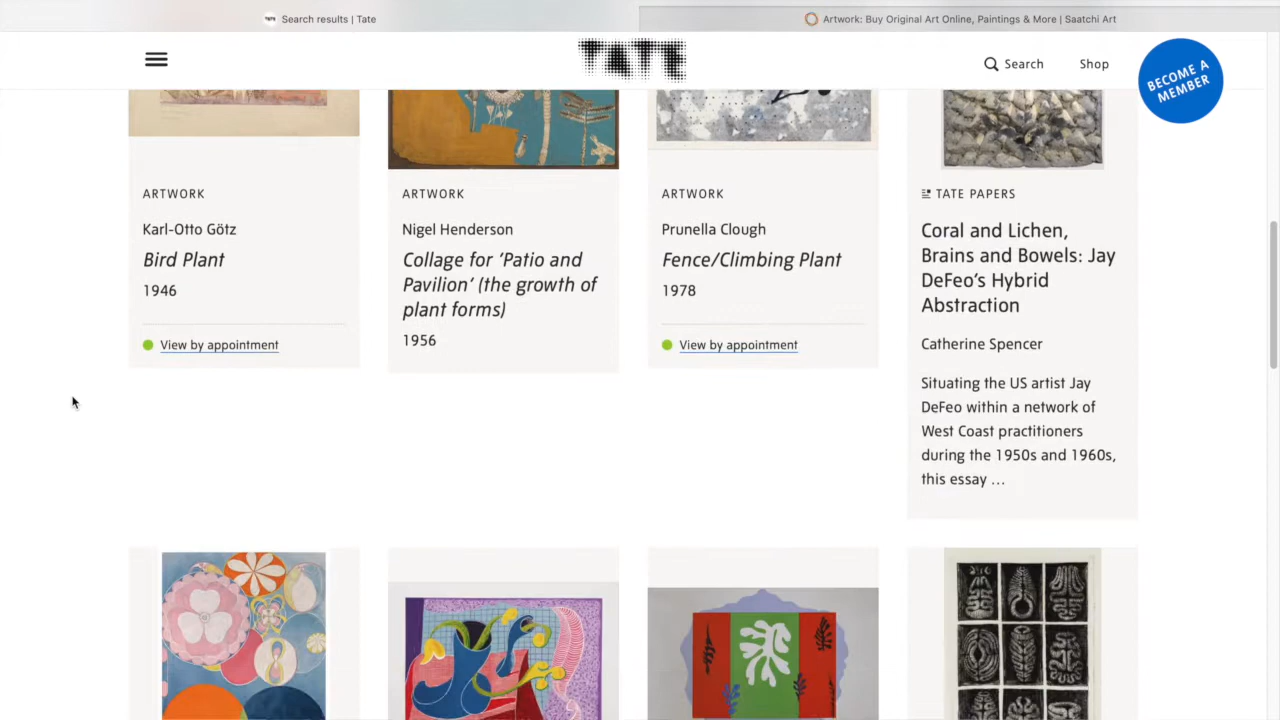 Search results | Tate
Artwork: Buy Original Art Online, Paintings & More | Saatchi Art
TATE
Search
Shop
BECOME A
MEMBER
ARTWORK
Karl-Otto Götz
Bird Plant
1946
View by appointment
ARTWORK
Nigel Henderson
Collage for ‘Patio and
Pavilion’ (the growth of
plant forms)
1956
ARTWORK
Prunella Clough
Fence/Climbing Plant
1978
View by appointment
TATE PAPERS
Coral and Lichen,
Brains and Bowels: Jay
DeFeo’s Hybrid
Abstraction
Catherine Spencer
Situating the US artist Jay
DeFeo within a network of
West Coast practitioners
during the 1950s and 1960s,
this essay …